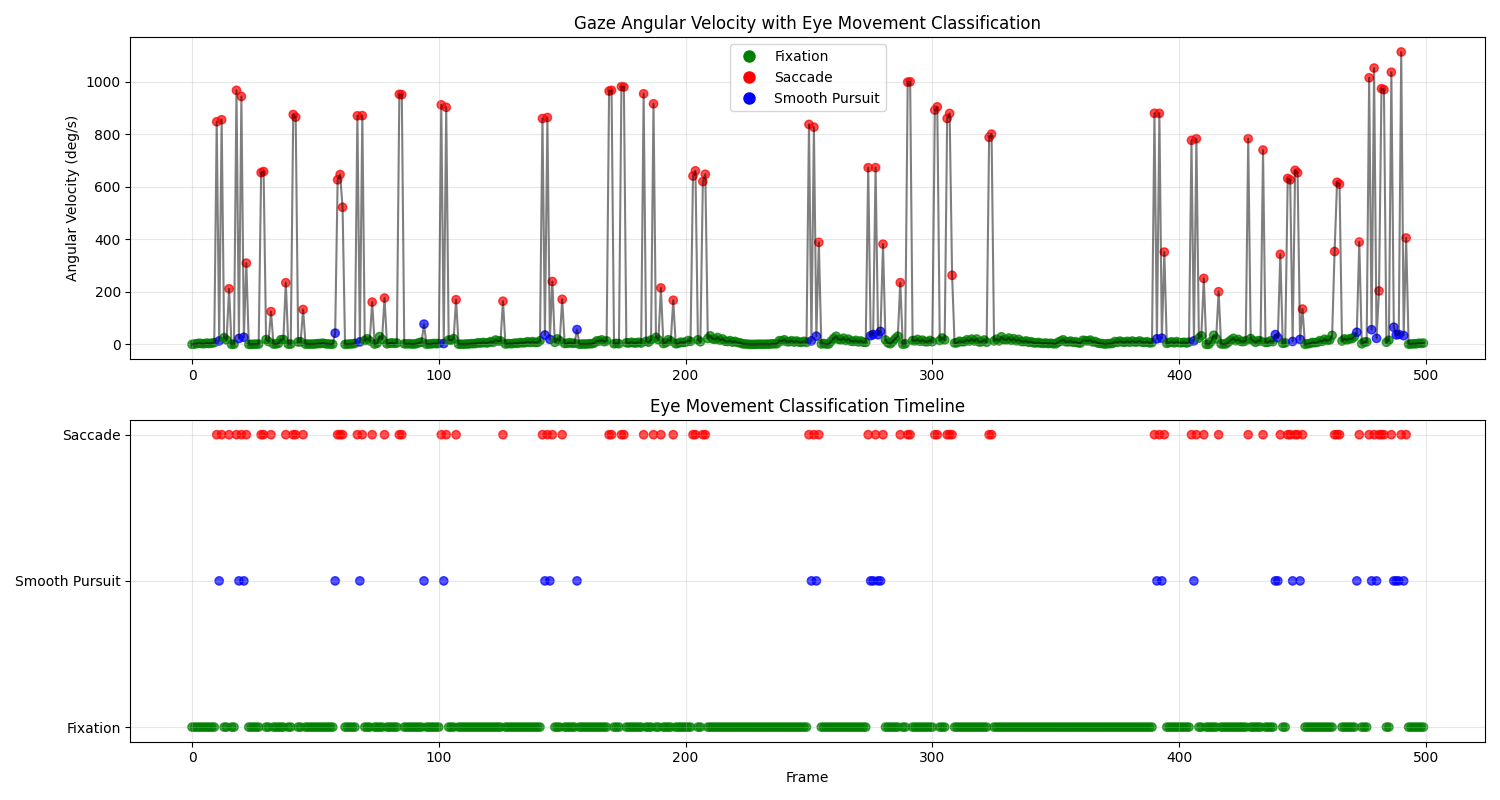 Gaze Angular Velocity with Eye Movement Classification
Angular Velocity (deg/s)
1000
800
600
400
200
0
Fixation
Saccade
Smooth Pursuit
0 100 200 300 400 500
Eye Movement Classification Timeline
Saccade
Smooth Pursuit
Fixation
0 100 200 300 400 500
Frame